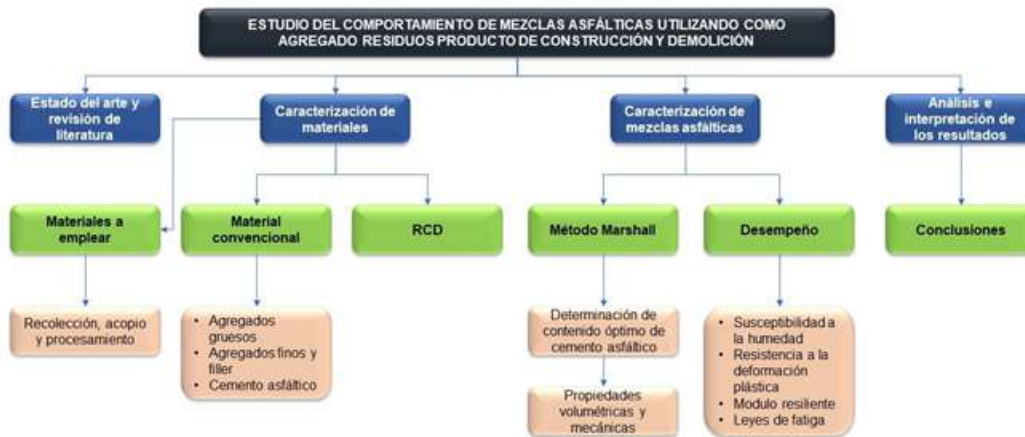 ESTUDIO DEL COMPORTAMIENTO DE MEZCLAS ASFÁLTICAS UTILIZANDO COMO
AGREGADO RESIDUOS PRODUCTO DE CONSTRUCCIÓN Y DEMOLICIÓN
Estado del arte y
revisión de
literatura
Caracterización de
materiales
Caracterización de
mezclas asfálticas
Análisis e
interpretación de
los resultados
Materiales a
emplear
Material
convencional
RCD
Método Marshall
Desempeño
Conclusiones
Recolección, acopio
y procesamiento
• Agregados
gruesos
• Agregados finos y
filler
• Cemento asfáltico
Determinación de
contenido óptimo de
cemento asfáltico
Propiedades
volumétricas y
mecánicas
• Susceptibilidad a
la humedad
• Resistencia a la
deformación
plástica
• Modulo resiliente
• Leyes de fatiga